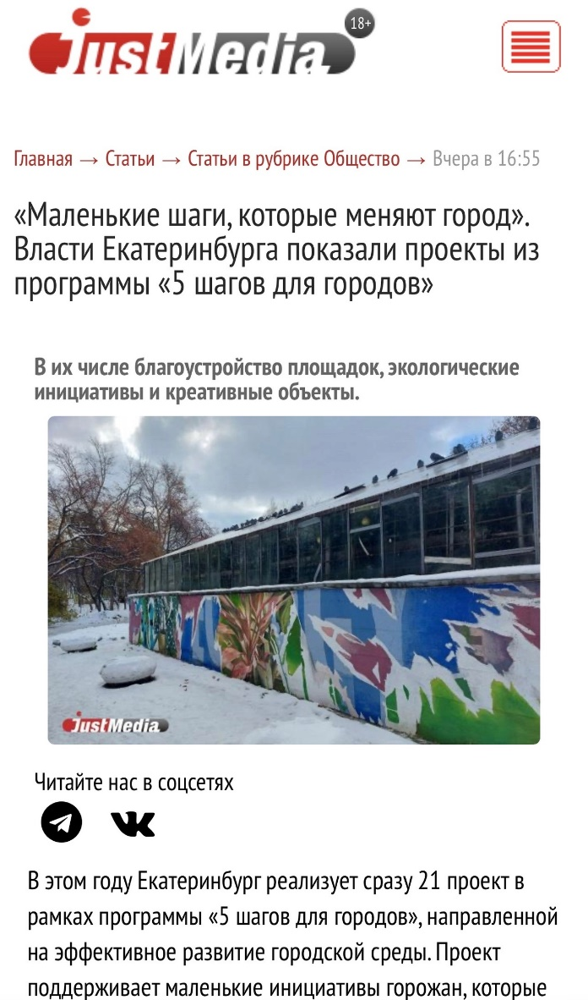 JustMedia 18+
Главная → Статьи → Статьи в рубрике Общество → Вчера в 16:55
«Маленькие шаги, которые меняют город».
Власти Екатеринбурга показали проекты из
программы «5 шагов для городов»
В их числе благоустройство площадок, экологические
инициативы и креативные объекты.
JustMedia
Читайте нас в соцсетях
В этом году Екатеринбург реализует сразу 21 проект в
рамках программы «5 шагов для городов», направленной
на эффективное развитие городской среды. Проект
поддерживает маленькие инициативы горожан, которые